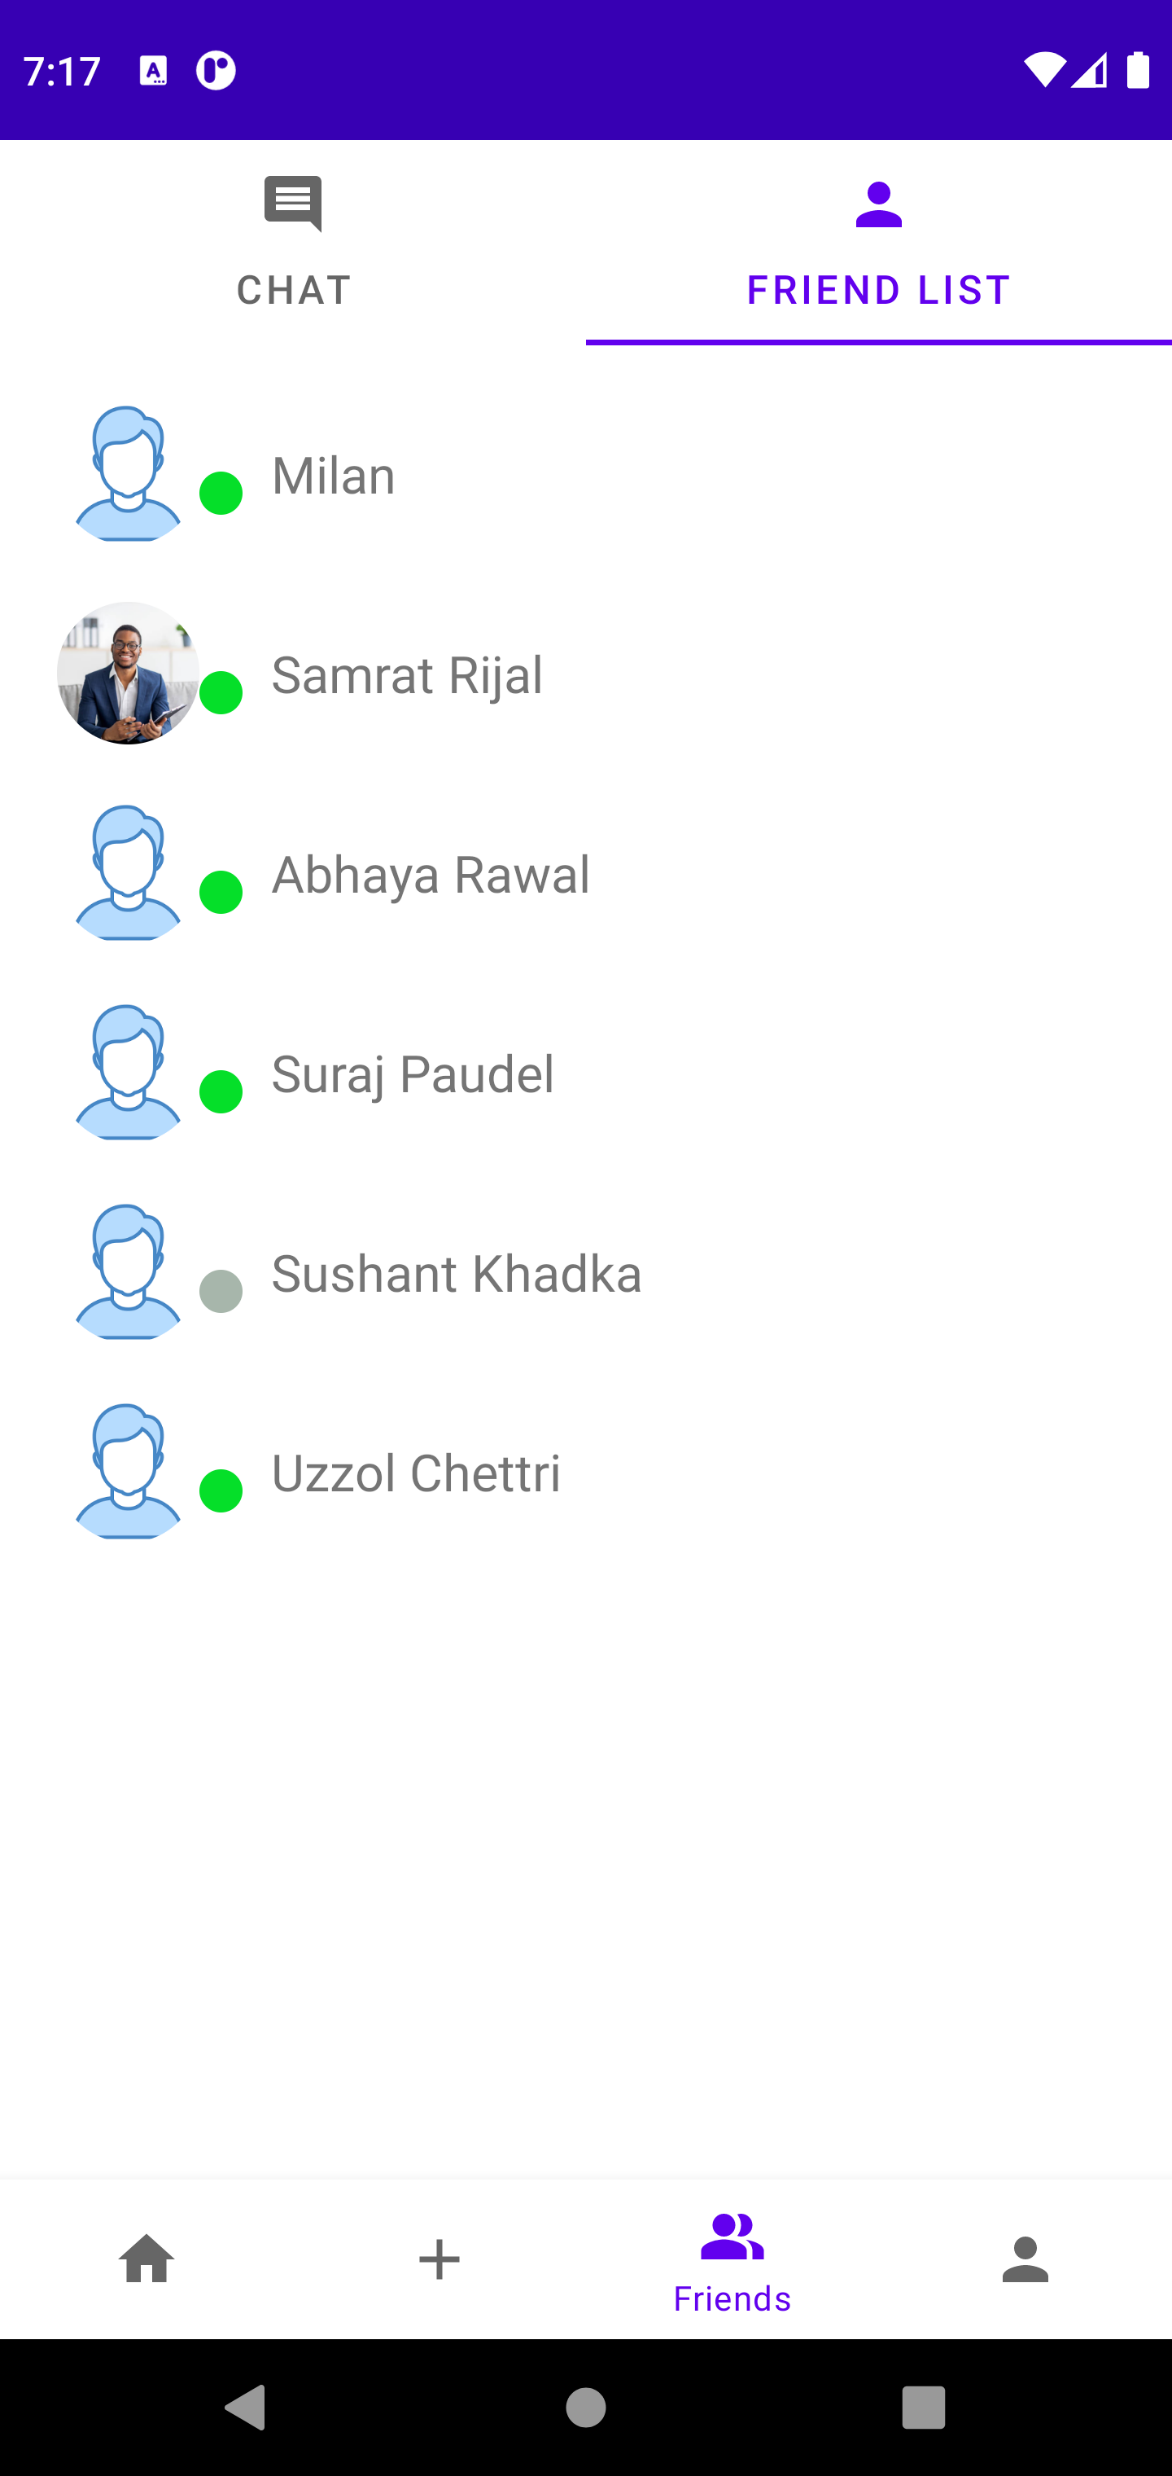 7:17
CHAT
FRIEND LIST
Milan
Samrat Rijal
Abhaya Rawal
Suraj Paudel
Sushant Khadka
Uzzol Chettri
Friends